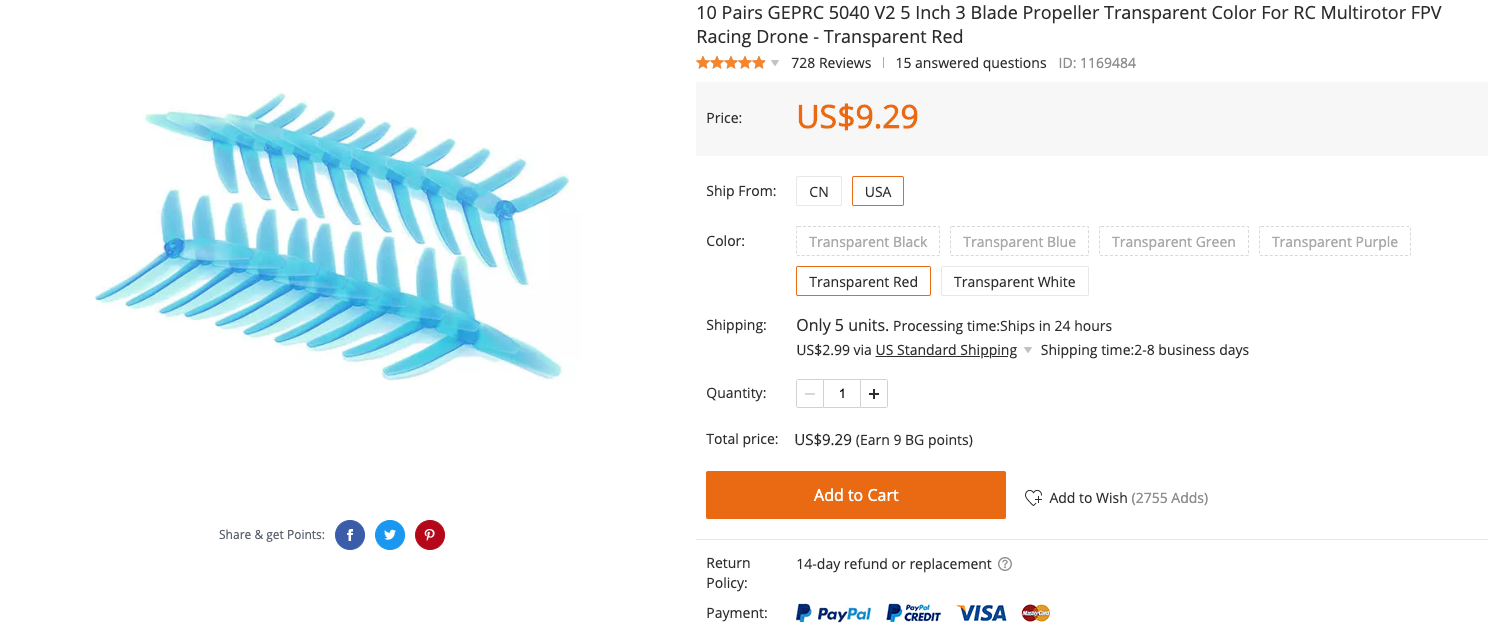 10 Pairs GEPRC 5040 V2 5 Inch 3 Blade Propeller Transparent Color For RC Multirotor FPV
Racing Drone - Transparent Red
728 Reviews 15 answered questions ID: 1169484
Price: US$9.29
Ship From: CN USA
Color: Transparent Black Transparent Blue Transparent Green Transparent Purple
Transparent Red Transparent White
Shipping: Only 5 units. Processing time:Ships in 24 hours
US$2.99 via US Standard Shipping Shipping time:2-8 business days
Quantity: − 1 +
Total price: US$9.29 (Earn 9 BG points)
Add to Cart Add to Wish (2755 Adds)
Share & get Points: f
Return
Policy: 14-day refund or replacement ?
Payment: PayPal PayPal CREDIT VISA MasterCard